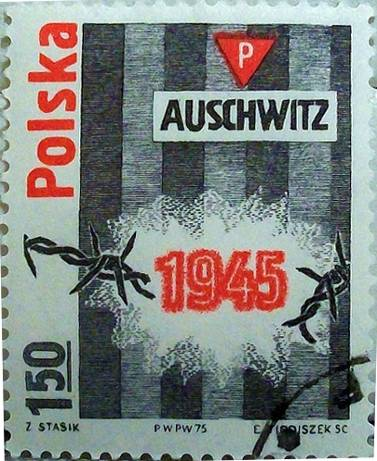 Polska
P
AUSCHWITZ
1945
150
Z STASIK
PWPW 75
SC